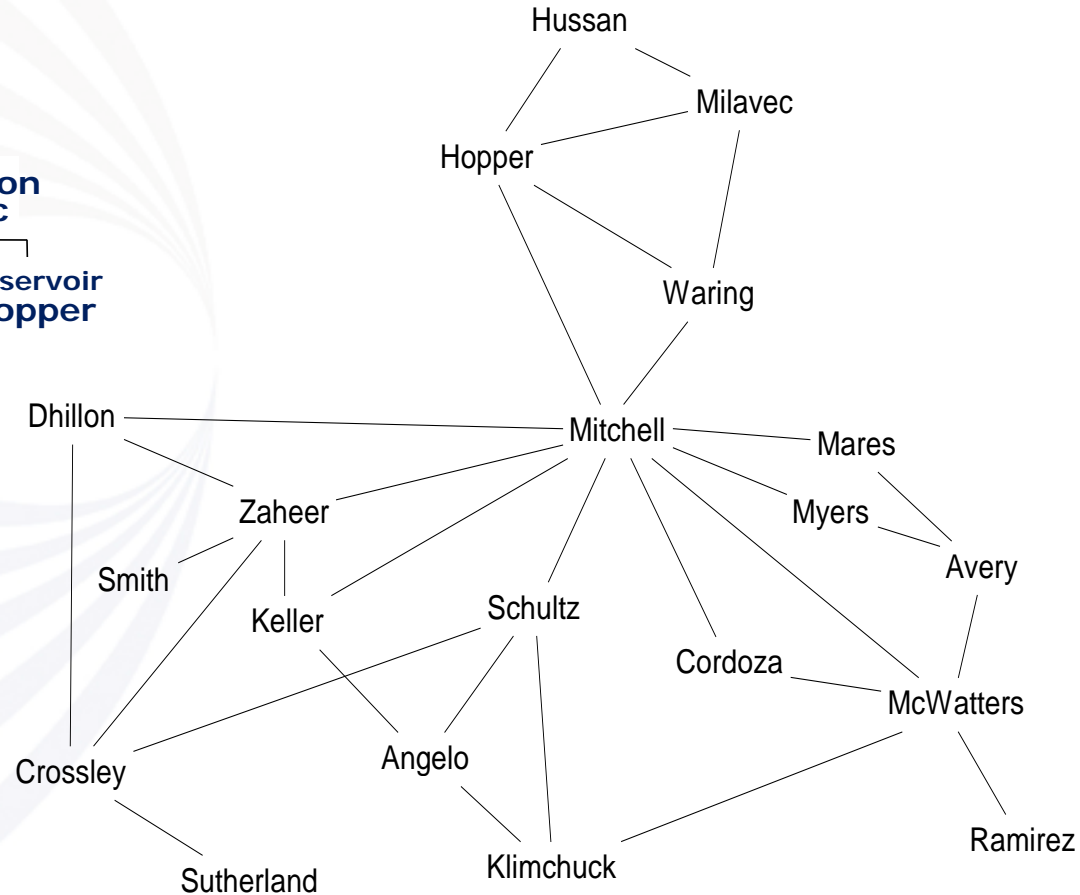 Hussan
Milavec
Hopper
Waring
Dhillon
Mitchell
Mares
Zaheer
Myers
Smith
Avery
Keller
Schultz
Cordoza
McWatters
Crossley
Angelo
Ramirez
Klimchuck
Sutherland